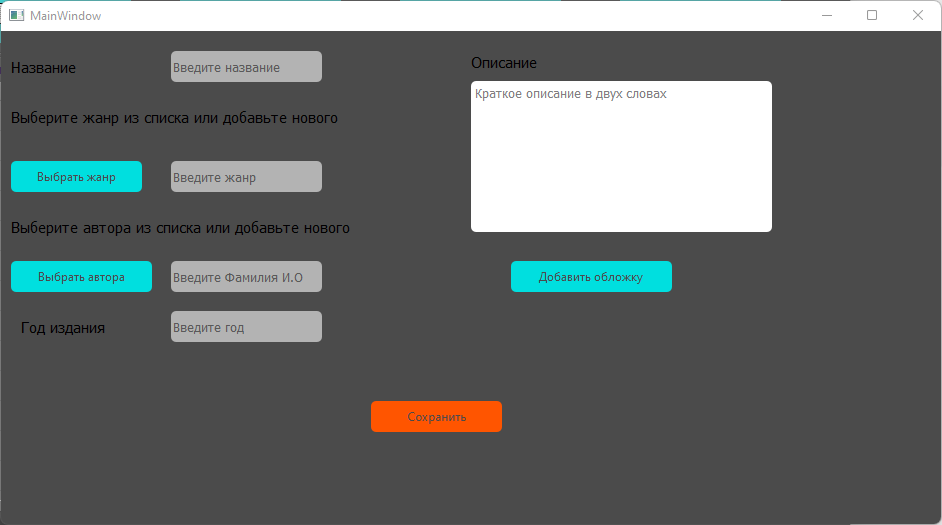 MainWindow
Название
Введите название
Выберите жанр из списка или добавьте нового
Выбрать жанр
Введите жанр
Выберите автора из списка или добавьте нового
Выбрать автора
Введите Фамилия И.О
Год издания
Введите год
Описание
Краткое описание в двух словах
Добавить обложку
Сохранить